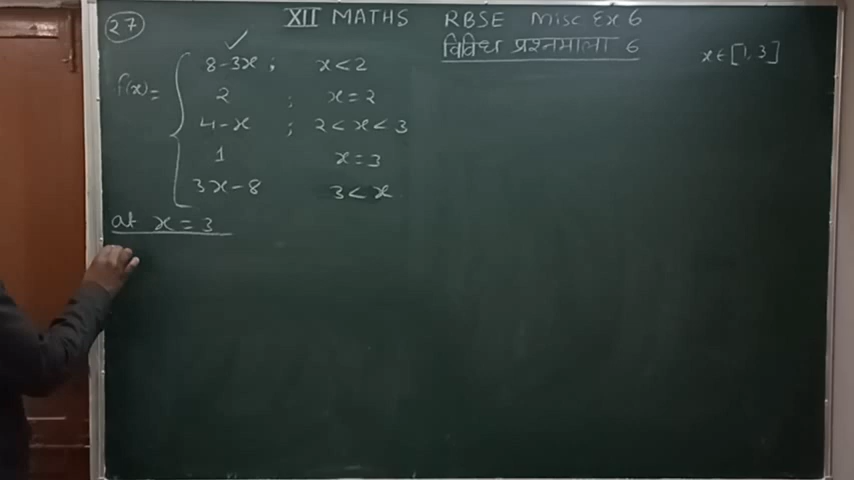 27
XII MATHS RBSE Misc Ex 6
विविध प्रश्नमाला 6
x ∈ [1, 3]
8-3x ; x < 2
f(x) = 2 ; x = 2
4-x ; 2 < x < 3
1 x = 3
3x-8 3 < x
at x = 3